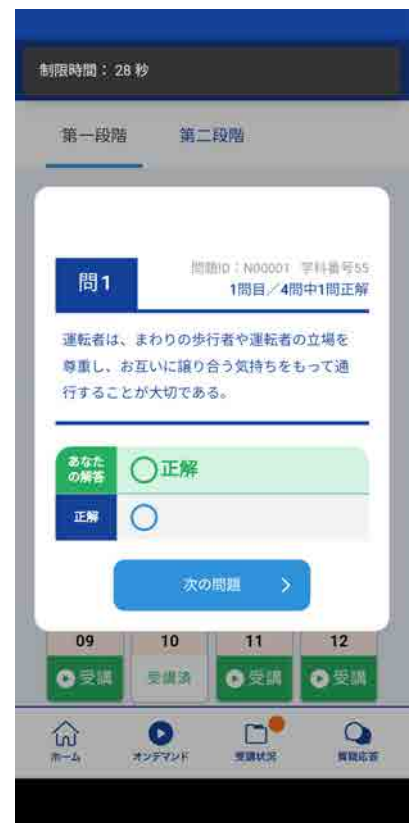 制限時間： 28 秒
第一段階
第二段階
問1
問題ID：N00001 学科番号55
1問目／4問中1問正解
運転者は、まわりの歩行者や運転者の立場を
尊重し、お互いに譲り合う気持ちをもって通
行することが大切である。
あなた
の解答
◯正解
正解
◯
次の問題
09
10
11
12
受講
受講済
受講
受講
ホーム
オンデマンド
受講状況
質疑応答